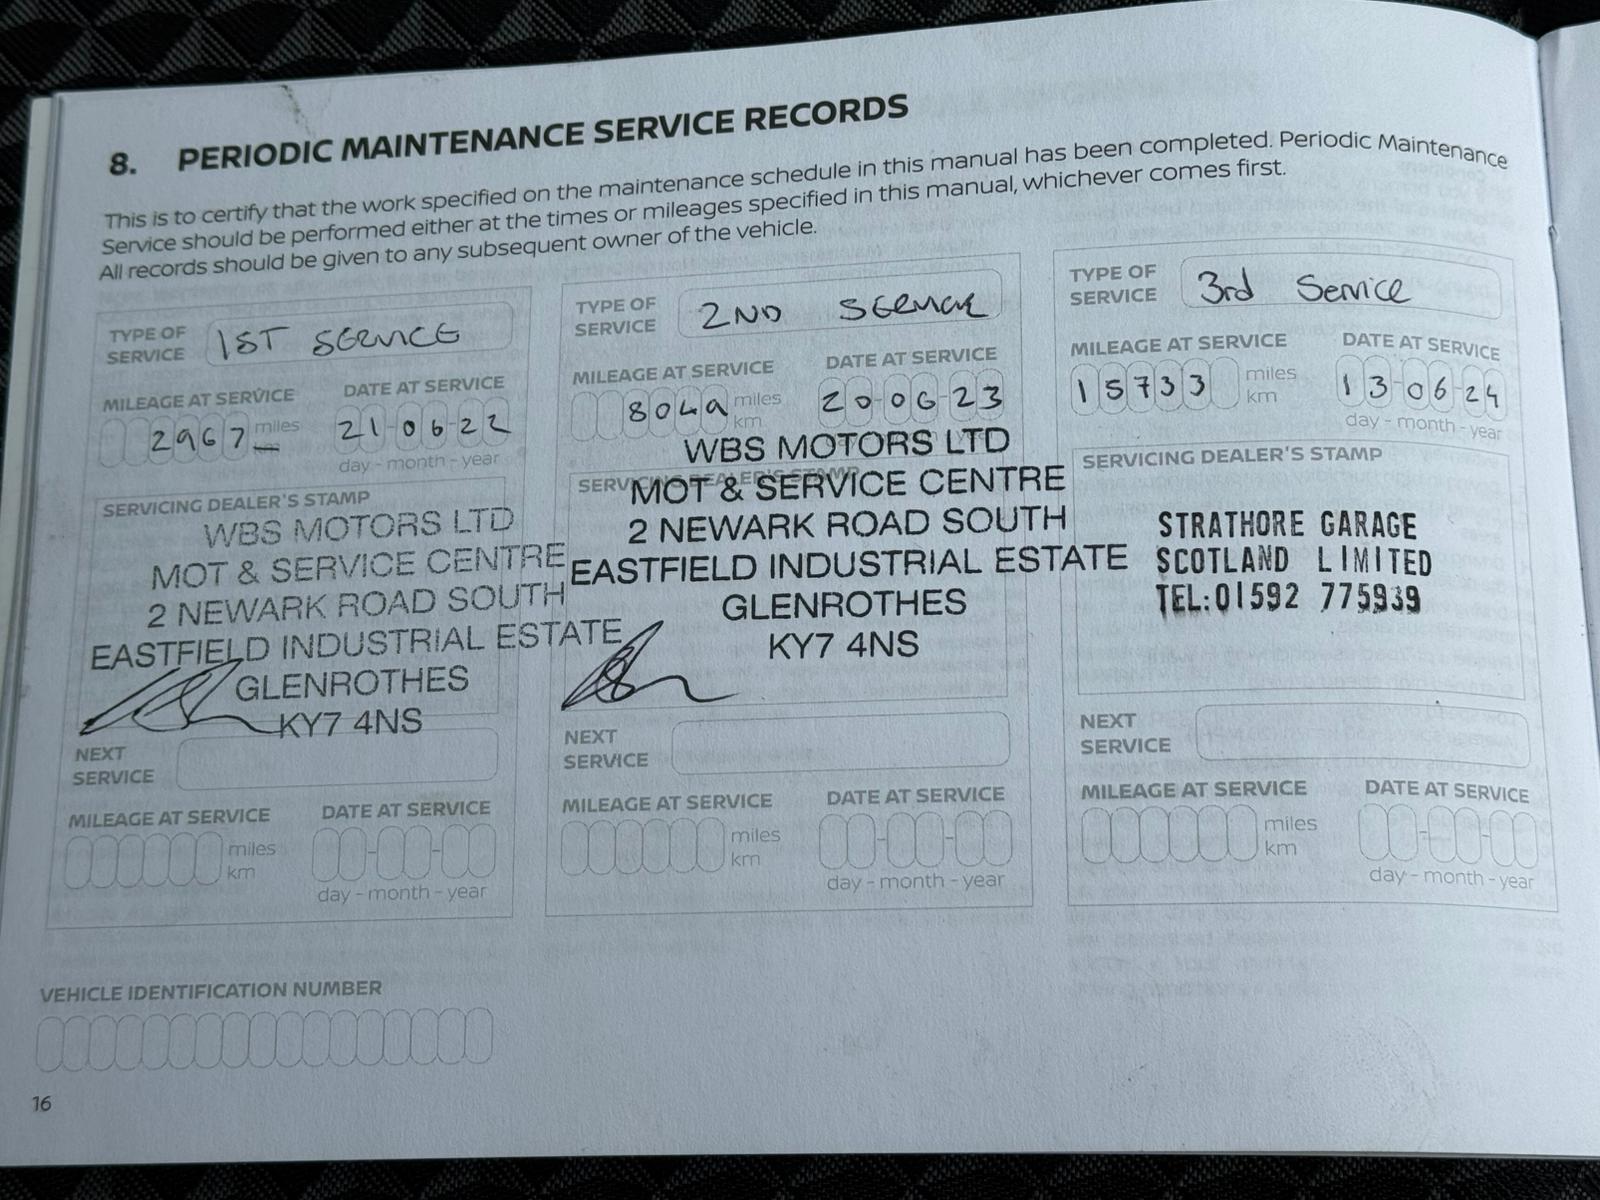 8. PERIODIC MAINTENANCE SERVICE RECORDS
This is to certify that the work specified on the maintenance schedule in this manual has been completed. Periodic Maintenance
Service should be performed either at the times or mileages specified in this manual, whichever comes first.
All records should be given to any subsequent owner of the vehicle.
TYPE OF
SERVICE
1ST SERVICE
MILEAGE AT SERVICE
2967 miles
km
DATE AT SERVICE
21-06-22
day - month - year
SERVICING DEALER'S STAMP
WBS MOTORS LTD
MOT & SERVICE CENTRE
2 NEWARK ROAD SOUTH
EASTFIELD INDUSTRIAL ESTATE
GLENROTHES
KY7 4NS
NEXT
SERVICE
MILEAGE AT SERVICE
miles
km
DATE AT SERVICE
day - month - year
TYPE OF
SERVICE
2ND SERVICE
MILEAGE AT SERVICE
8049 miles
km
DATE AT SERVICE
20-06-23
WBS MOTORS LTD
SERVICING DEALER'S STAMP
MOT & SERVICE CENTRE
2 NEWARK ROAD SOUTH
EASTFIELD INDUSTRIAL ESTATE
GLENROTHES
KY7 4NS
NEXT
SERVICE
MILEAGE AT SERVICE
miles
km
DATE AT SERVICE
day - month - year
TYPE OF
SERVICE
3rd Service
MILEAGE AT SERVICE
15733 miles
km
DATE AT SERVICE
13-06-24
day - month - year
SERVICING DEALER'S STAMP
STRATHORE GARAGE
SCOTLAND LIMITED
TEL:01592 775939
NEXT
SERVICE
MILEAGE AT SERVICE
miles
km
DATE AT SERVICE
day - month - year
VEHICLE IDENTIFICATION NUMBER
16